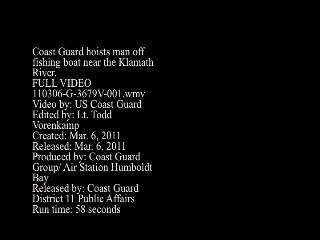 Coast Guard hoists man off
fishing boat near the Klamath
River.
FULL VIDEO
110306-G-3679V-001.wmv
Video by: US Coast Guard
Edited by: Lt. Todd
Vorenkamp
Created: Mar. 6, 2011
Released: Mar. 6, 2011
Produced by: Coast Guard
Group/ Air Station Humboldt
Bay
Released by: Coast Guard
District 11 Public Affairs
Run time: 58 seconds